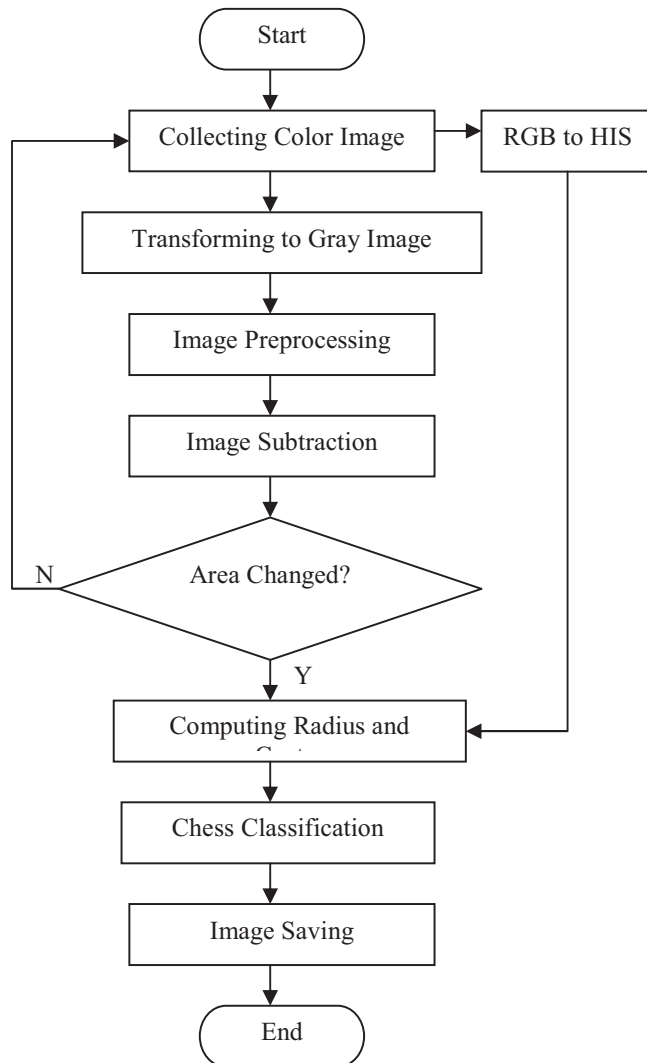 Start
Collecting Color Image
RGB to HIS
Transforming to Gray Image
Image Preprocessing
Image Subtraction
Area Changed?
N
Y
Computing Radius and
Chess Classification
Image Saving
End